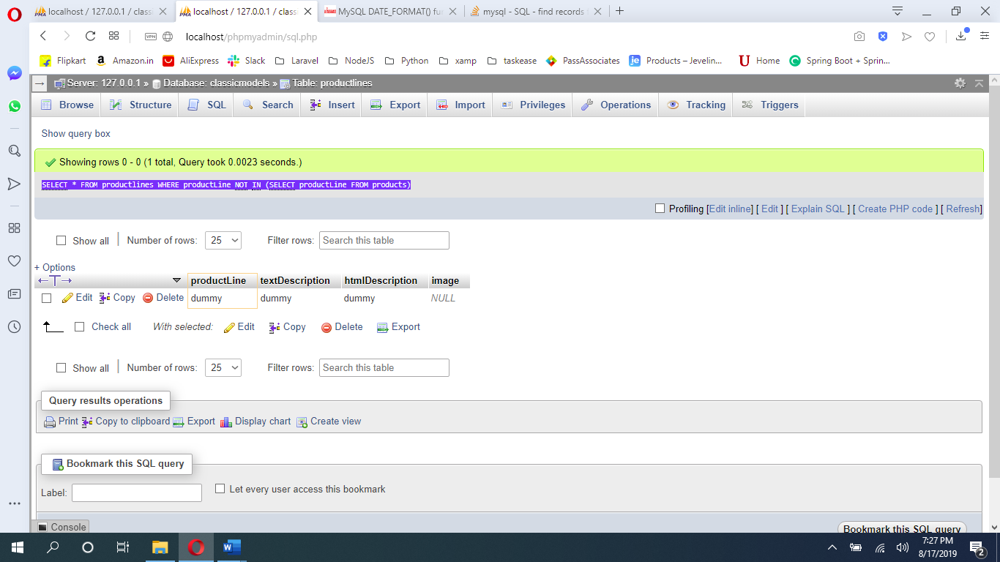 localhost / 127.0.0.1 / classi
localhost / 127.0.0.1 / classi
MySQL DATE_FORMAT() fu
mysql - SQL - find records
VPN
localhost/phpmyadmin/sql.php
Flipkart
Amazon.in
AliExpress
Slack
Laravel
NodeJS
Python
xamp
taskease
PassAssociates
Products – Jevelin...
Home
Spring Boot + Sprin...
Server: 127.0.0.1 » Database: classicmodels » Table: productlines
Browse
Structure
SQL
Search
Insert
Export
Import
Privileges
Operations
Tracking
Triggers
Show query box
Showing rows 0 - 0 (1 total, Query took 0.0023 seconds.)
SELECT * FROM productlines WHERE productLine NOT IN (SELECT productLine FROM products)
Profiling [Edit inline] [ Edit ] [ Explain SQL ] [ Create PHP code ] [ Refresh]
Show all | Number of rows: 25 Filter rows: Search this table
+ Options
←T→ productLine textDescription htmlDescription image
Edit Copy Delete dummy dummy dummy NULL
Check all With selected: Edit Copy Delete Export
Show all | Number of rows: 25 Filter rows: Search this table
Query results operations
Print Copy to clipboard Export Display chart Create view
Bookmark this SQL query
Label: Let every user access this bookmark
Console
Bookmark this SQL query
7:27 PM
8/17/2019
2